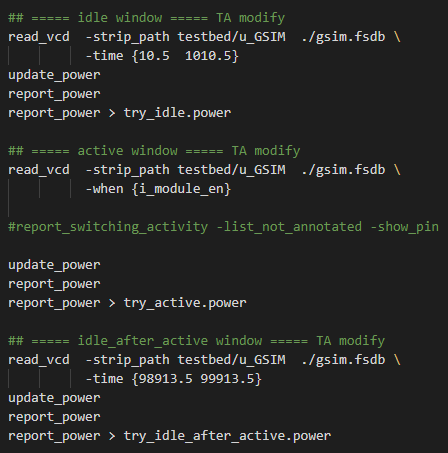 ## ===== idle window ===== TA modify
read_vcd  -strip_path testbed/u_GSIM  ./gsim.fsdb \
          -time {10.5  1010.5}
update_power
report_power
report_power > try_idle.power
## ===== active window ===== TA modify
read_vcd  -strip_path testbed/u_GSIM  ./gsim.fsdb \
          -when {i_module_en}
#report_switching_activity -list_not_annotated -show_pin
update_power
report_power
report_power > try_active.power
## ===== idle_after_active window ===== TA modify
read_vcd  -strip_path testbed/u_GSIM  ./gsim.fsdb \
          -time {98913.5 99913.5}
update_power
report_power
report_power > try_idle_after_active.power